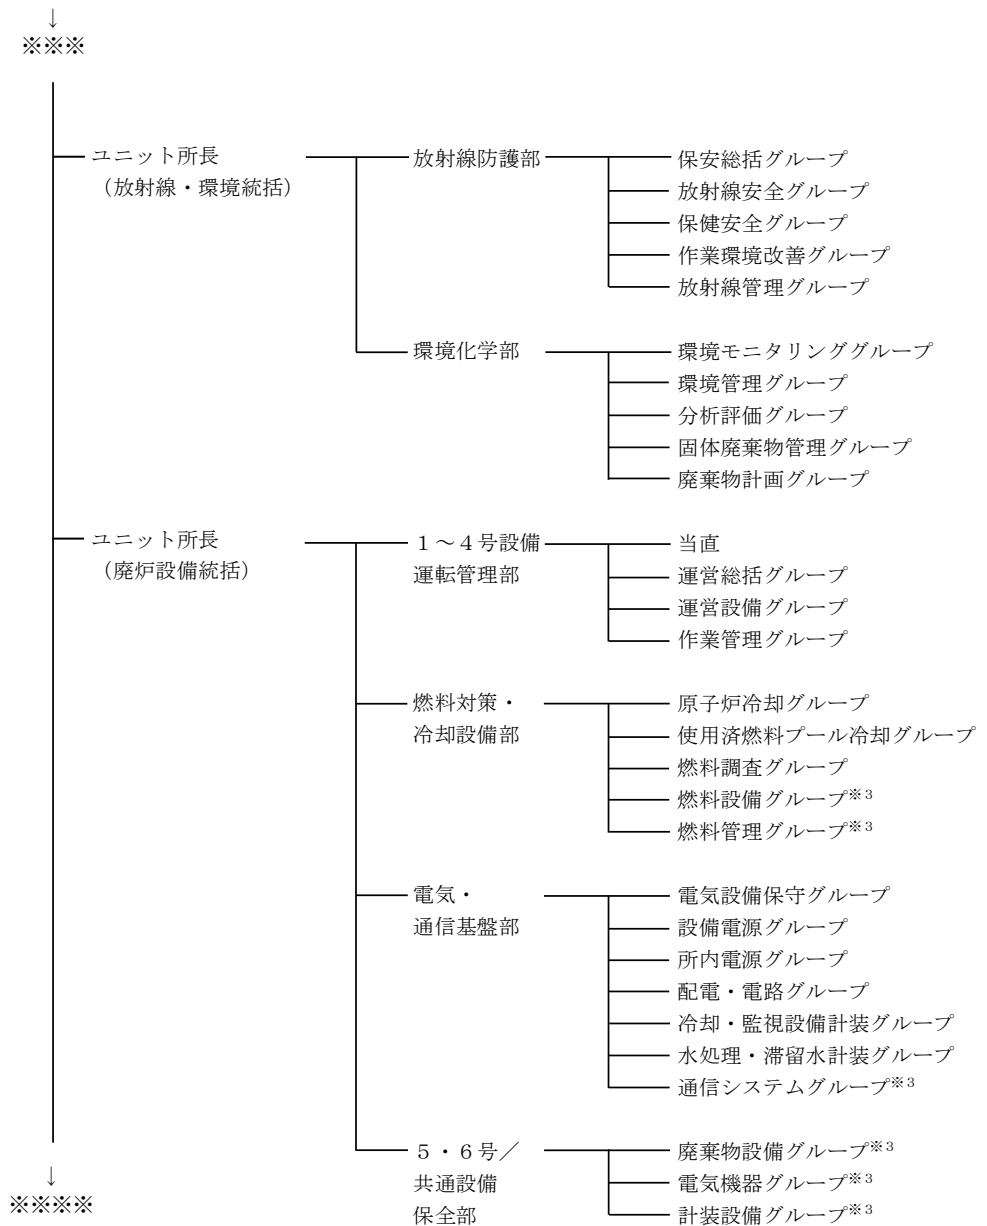 ↓
※※※
ユニット所長
（放射線・環境統括）
放射線防護部
保安総括グループ
放射線安全グループ
保健安全グループ
作業環境改善グループ
放射線管理グループ
環境化学部
環境モニタリンググループ
環境管理グループ
分析評価グループ
固体廃棄物管理グループ
廃棄物計画グループ
ユニット所長
（廃炉設備統括）
１～４号設備
運転管理部
当直
運営総括グループ
運営設備グループ
作業管理グループ
燃料対策・
冷却設備部
原子炉冷却グループ
使用済燃料プール冷却グループ
燃料調査グループ
燃料設備グループ※３
燃料管理グループ※３
電気・
通信基盤部
電気設備保守グループ
設備電源グループ
所内電源グループ
配電・電路グループ
冷却・監視設備計装グループ
水処理・滞留水計装グループ
通信システムグループ※３
５・６号／
共通設備
保全部
廃棄物設備グループ※３
電気機器グループ※３
計装設備グループ※３
↓
※※※※